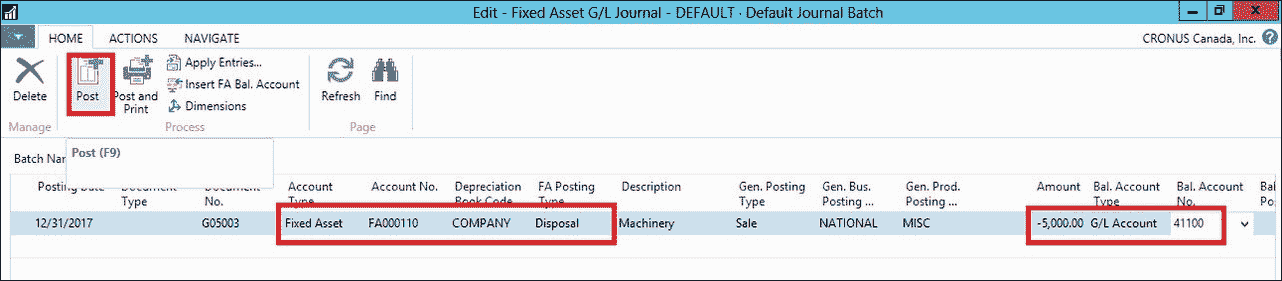 Edit - Fixed Asset G/L Journal - DEFAULT · Default Journal Batch
HOME ACTIONS NAVIGATE CRONUS Canada, Inc.
Delete
Post
Post and
Print
Apply Entries...
Insert FA Bal. Account
Dimensions
Refresh
Find
Manage Process Page
Post (F9)
Batch Nar
Posting Date Document Type Document No. Account Type Account No. Depreciation Book Code FA Posting Type Description Gen. Posting Type Gen. Bus. Posting ... Gen. Prod. Posting ... Amount Bal. Account Type Bal. Account No. Bal Pos
12/31/2017 G05003 Fixed Asset FA000110 COMPANY Disposal Machinery Sale NATIONAL MISC -5,000.00 G/L Account 41100